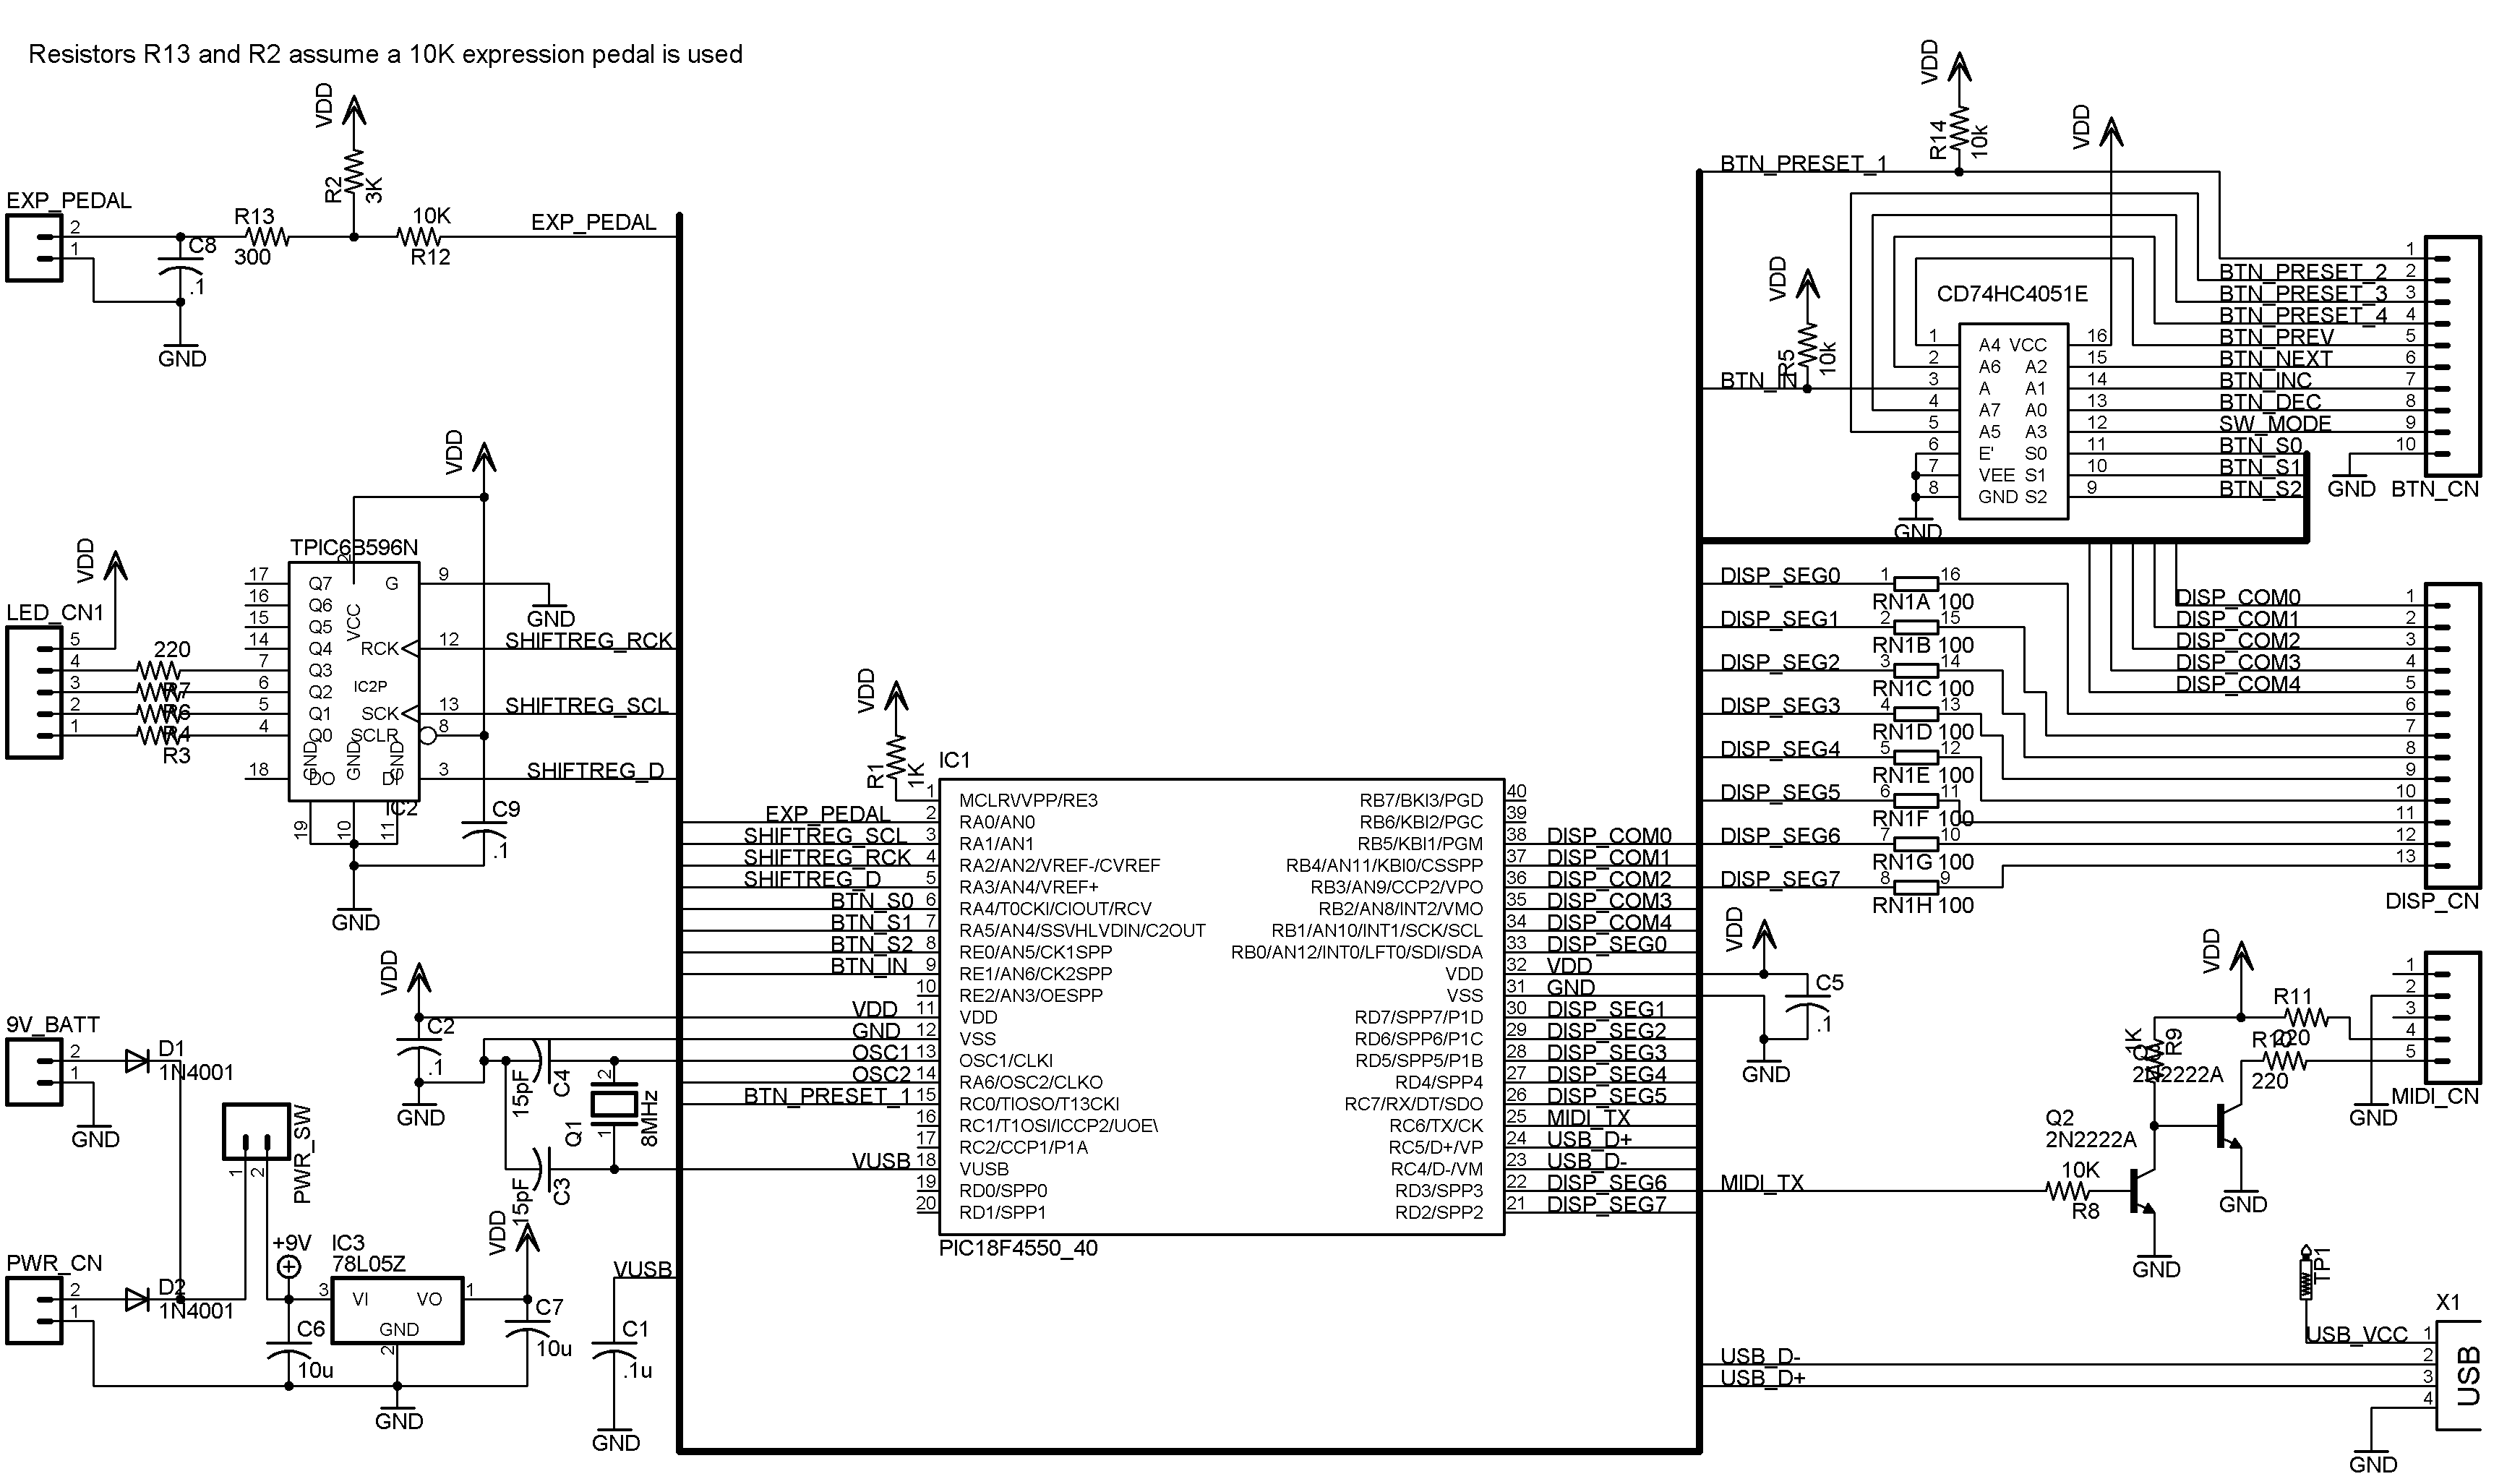 Resistors R13 and R2 assume a 10K expression pedal is used
VDD
R2
3K
EXP_PEDAL
2
1
C8
.1
R13
300
10K
R12
EXP_PEDAL
GND
VDD
VDD
LED_CN1
5
4
3
2
1
220
R7
R6
R4
R3
TPIC6B596N
17
16
15
14
7
6
5
4
18
Q7
Q6
Q5
Q4
Q3
Q2
Q1
Q0
DO
2
VCC
IC2P
G
RCK
SCK
SCLR
DI
GND
GND
GND
19
10
11
IC2
9
12
13
8
3
GND
SHIFTREG_RCK
SHIFTREG_SCL
SHIFTREG_D
C9
.1
GND
VDD
C2
.1
GND
9V_BATT
2
1
D1
1N4001
GND
PWR_SW
1
2
PWR_CN
2
1
D2
1N4001
+9V
IC3
78L05Z
3
VI
VO
1
GND
2
C6
10u
VDD
C7
10u
GND
15pF
C4
15pF
C3
Q1
2
1
8MHz
VUSB
C1
.1u
GND
VDD
R1
1K
IC1
EXP_PEDAL
SHIFTREG_SCL
SHIFTREG_RCK
SHIFTREG_D
BTN_S0
BTN_S1
BTN_S2
BTN_IN
VDD
GND
OSC1
OSC2
BTN_PRESET_1
VUSB
1 MCLR\/VPP/RE3
2 RA0/AN0
3 RA1/AN1
4 RA2/AN2/VREF-/CVREF
5 RA3/AN4/VREF+
6 RA4/T0CKI/CIOUT/RCV
7 RA5/AN4/SS\/HLVDIN/C2OUT
8 RE0/AN5/CK1SPP
9 RE1/AN6/CK2SPP
10 RE2/AN3/OESPP
11 VDD
12 VSS
13 OSC1/CLKI
14 RA6/OSC2/CLKO
15 RC0/TIOSO/T13CKI
16 RC1/T1OSI/ICCP2/UOE\
17 RC2/CCP1/P1A
18 VUSB
19 RD0/SPP0
20 RD1/SPP1
RB7/BKI3/PGD 40
RB6/KBI2/PGC 39
RB5/KBI1/PGM 38 DISP_COM0
RB4/AN11/KBI0/CSSPP 37 DISP_COM1
RB3/AN9/CCP2/VPO 36 DISP_COM2
RB2/AN8/INT2/VMO 35 DISP_COM3
RB1/AN10/INT1/SCK/SCL 34 DISP_COM4
RB0/AN12/INT0/LFT0/SDI/SDA 33 DISP_SEG0
VDD 32 VDD
VSS 31 GND
RD7/SPP7/P1D 30 DISP_SEG1
RD6/SPP6/P1C 29 DISP_SEG2
RD5/SPP5/P1B 28 DISP_SEG3
RD4/SPP4 27 DISP_SEG4
RC7/RX/DT/SDO 26 DISP_SEG5
RC6/TX/CK 25 MIDI_TX
RC5/D+/VP 24 USB_D+
RC4/D-/VM 23 USB_D-
RD3/SPP3 22 DISP_SEG6
RD2/SPP2 21 DISP_SEG7
PIC18F4550_40
VDD
R14
10k
VDD
BTN_PRESET_1
VDD
R5
10k
BTN_IN
CD74HC4051E
1 A4 VCC 16
2 A6 A2 15
3 A A1 14
4 A7 A0 13
5 A5 A3 12
6 E' S0 11
7 VEE S1 10
8 GND S2 9
GND
1
BTN_PRESET_2 2
BTN_PRESET_3 3
BTN_PRESET_4 4
BTN_PREV 5
BTN_NEXT 6
BTN_INC 7
BTN_DEC 8
SW_MODE 9
BTN_S0 10
BTN_S1
BTN_S2
GND
BTN_CN
DISP_SEG0 1 16
RN1A 100
DISP_SEG1 2 15
RN1B 100
DISP_SEG2 3 14
RN1C 100
DISP_SEG3 4 13
RN1D 100
DISP_SEG4 5 12
RN1E 100
DISP_SEG5 6 11
RN1F 100
DISP_SEG6 7 10
RN1G 100
DISP_SEG7 8 9
RN1H 100
DISP_COM0 1
DISP_COM1 2
DISP_COM2 3
DISP_COM3 4
DISP_COM4 5
6
7
8
9
10
11
12
13
DISP_CN
VDD
C5
.1
GND
VDD
R11
220
1K
R9
R10
220
Q3
2N2222A
1
2
3
4
5
GND
MIDI_CN
Q2
2N2222A
MIDI_TX
10K
R8
GND
GND
TP1
X1
USB_VCC 1
USB_D- 2
USB_D+ 3
4
USB
GND